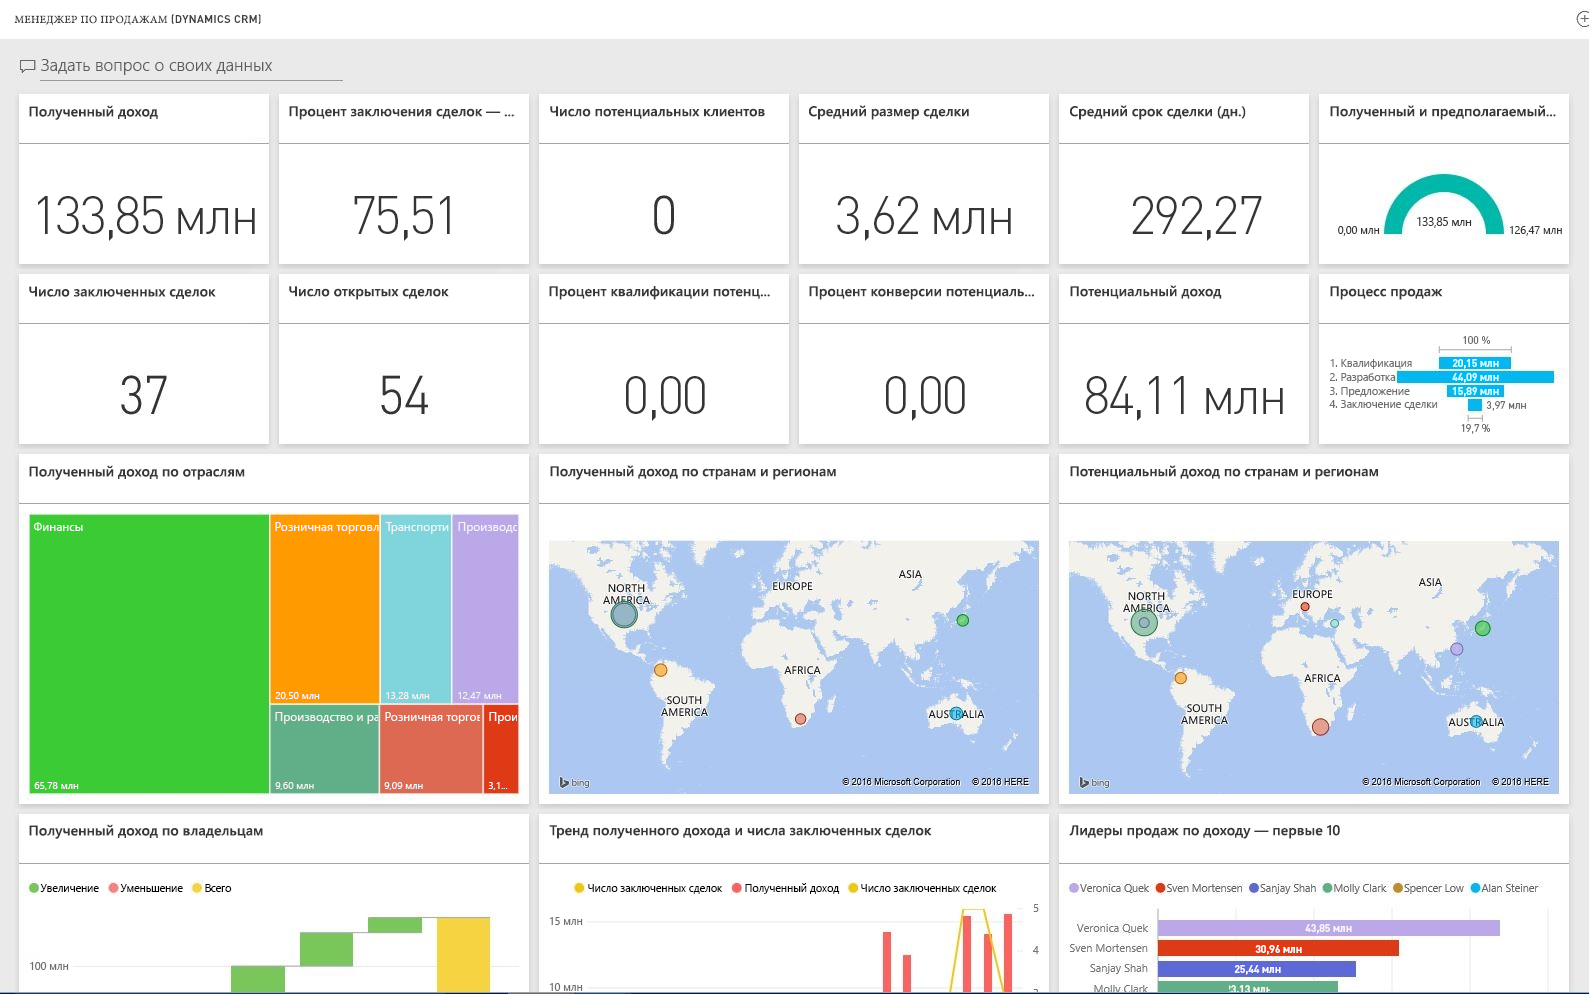 МЕНЕДЖЕР ПО ПРОДАЖАМ (DYNAMICS CRM)
Задать вопрос о своих данных
Полученный доход
133,85 млн
Процент заключения сделок — ...
75,51
Число потенциальных клиентов
0
Средний размер сделки
3,62 млн
Средний срок сделки (дн.)
292,27
Полученный и предполагаемый...
0,00 млн
133,85 млн
126,47 млн
Число заключенных сделок
37
Число открытых сделок
54
Процент квалификации потенц...
0,00
Процент конверсии потенциаль...
0,00
Потенциальный доход
84,11 млн
Процесс продаж
100 %
1. Квалификация 20,15 млн
2. Разработка 44,09 млн
3. Предложение 15,89 млн
4. Заключение сделки 3,97 млн
19,7 %
Полученный доход по отраслям
Финансы
65,78 млн
Розничная торговл
20,50 млн
Транспорти
13,28 млн
Производс
12,47 млн
Производство и ра
9,60 млн
Розничная торгов
9,09 млн
Прои
3,1...
Полученный доход по странам и регионам
NORTH
AMERICA
EUROPE
ASIA
AFRICA
SOUTH
AMERICA
AUSTRALIA
bing
© 2016 Microsoft Corporation © 2016 HERE
Потенциальный доход по странам и регионам
NORTH
AMERICA
EUROPE
ASIA
AFRICA
SOUTH
AMERICA
AUSTRALIA
bing
© 2016 Microsoft Corporation © 2016 HERE
Полученный доход по владельцам
Увеличение Уменьшение Всего
100 млн
Тренд полученного дохода и числа заключенных сделок
Число заключенных сделок Полученный доход Число заключенных сделок
15 млн
10 млн
5
4
Лидеры продаж по доходу — первые 10
Veronica Quek Sven Mortensen Sanjay Shah Molly Clark Spencer Low Alan Steiner
Veronica Quek 43,85 млн
Sven Mortensen 30,96 млн
Sanjay Shah 25,44 млн
Molly Clark